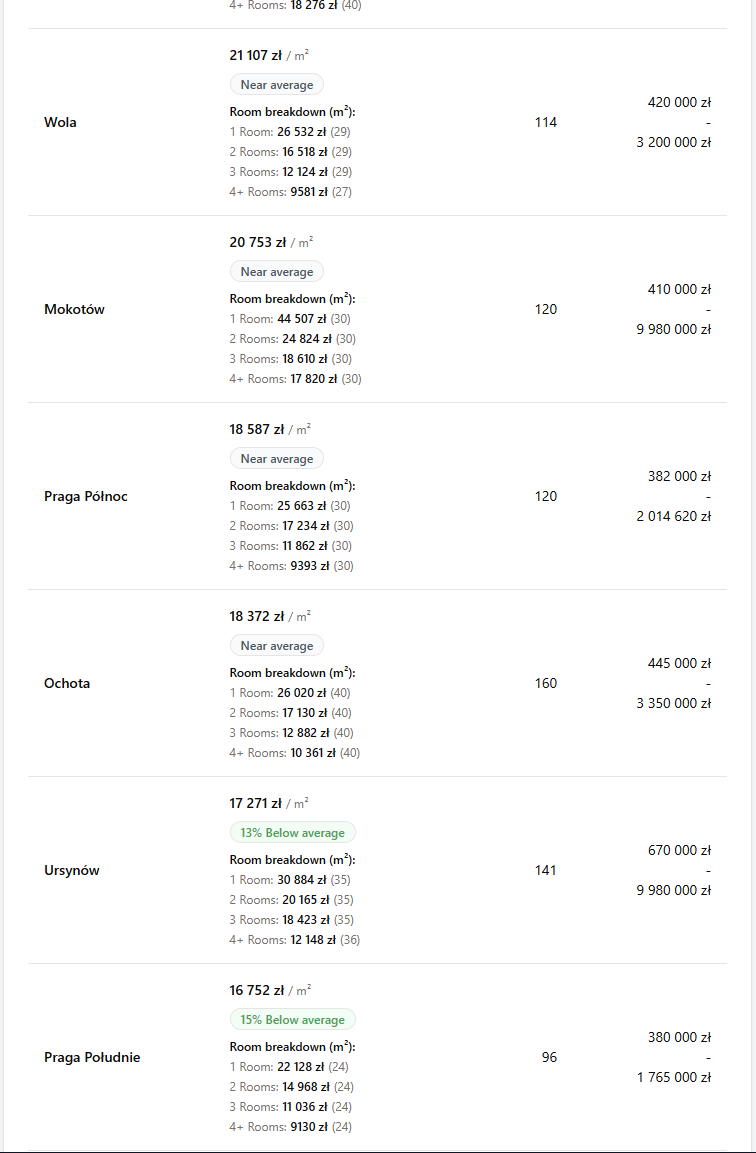 4+ Rooms: 18 276 zł (40)
21 107 zł / m²
Near average
Room breakdown (m²):
Wola
1 Room: 26 532 zł (29)
2 Rooms: 16 518 zł (29)
3 Rooms: 12 124 zł (29)
4+ Rooms: 9581 zł (27)
114
420 000 zł
-
3 200 000 zł
20 753 zł / m²
Near average
Room breakdown (m²):
Mokotów
1 Room: 44 507 zł (30)
2 Rooms: 24 824 zł (30)
3 Rooms: 18 610 zł (30)
4+ Rooms: 17 820 zł (30)
120
410 000 zł
-
9 980 000 zł
18 587 zł / m²
Near average
Room breakdown (m²):
Praga Północ
1 Room: 25 663 zł (30)
2 Rooms: 17 234 zł (30)
3 Rooms: 11 862 zł (30)
4+ Rooms: 9393 zł (30)
120
382 000 zł
-
2 014 620 zł
18 372 zł / m²
Near average
Room breakdown (m²):
Ochota
1 Room: 26 020 zł (40)
2 Rooms: 17 130 zł (40)
3 Rooms: 12 882 zł (40)
4+ Rooms: 10 361 zł (40)
160
445 000 zł
-
3 350 000 zł
17 271 zł / m²
13% Below average
Room breakdown (m²):
Ursynów
1 Room: 30 884 zł (35)
2 Rooms: 20 165 zł (35)
3 Rooms: 18 423 zł (35)
4+ Rooms: 12 148 zł (36)
141
670 000 zł
-
9 980 000 zł
16 752 zł / m²
15% Below average
Room breakdown (m²):
Praga Południe
1 Room: 22 128 zł (24)
2 Rooms: 14 968 zł (24)
3 Rooms: 11 036 zł (24)
4+ Rooms: 9130 zł (24)
96
380 000 zł
-
1 765 000 zł